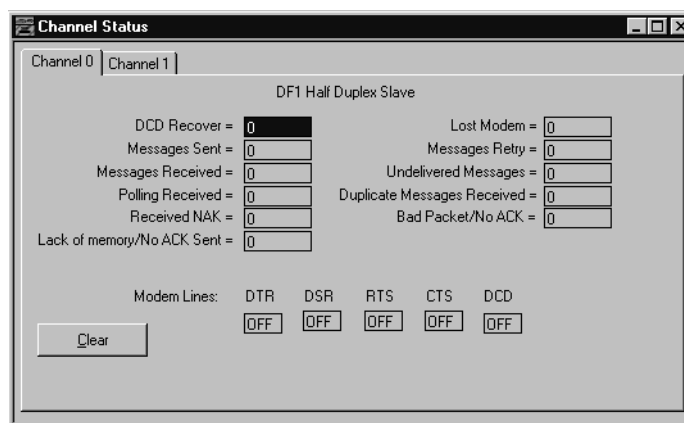 Channel Status
Channel 0 Channel 1
DF1 Half Duplex Slave
DCD Recover = 0 Lost Modem = 0
Messages Sent = 0 Messages Retry = 0
Messages Received = 0 Undelivered Messages = 0
Polling Received = 0 Duplicate Messages Received = 0
Received NAK = 0 Bad Packet/No ACK = 0
Lack of memory/No ACK Sent = 0
Modem Lines: DTR DSR RTS CTS DCD
OFF OFF OFF OFF OFF
Clear